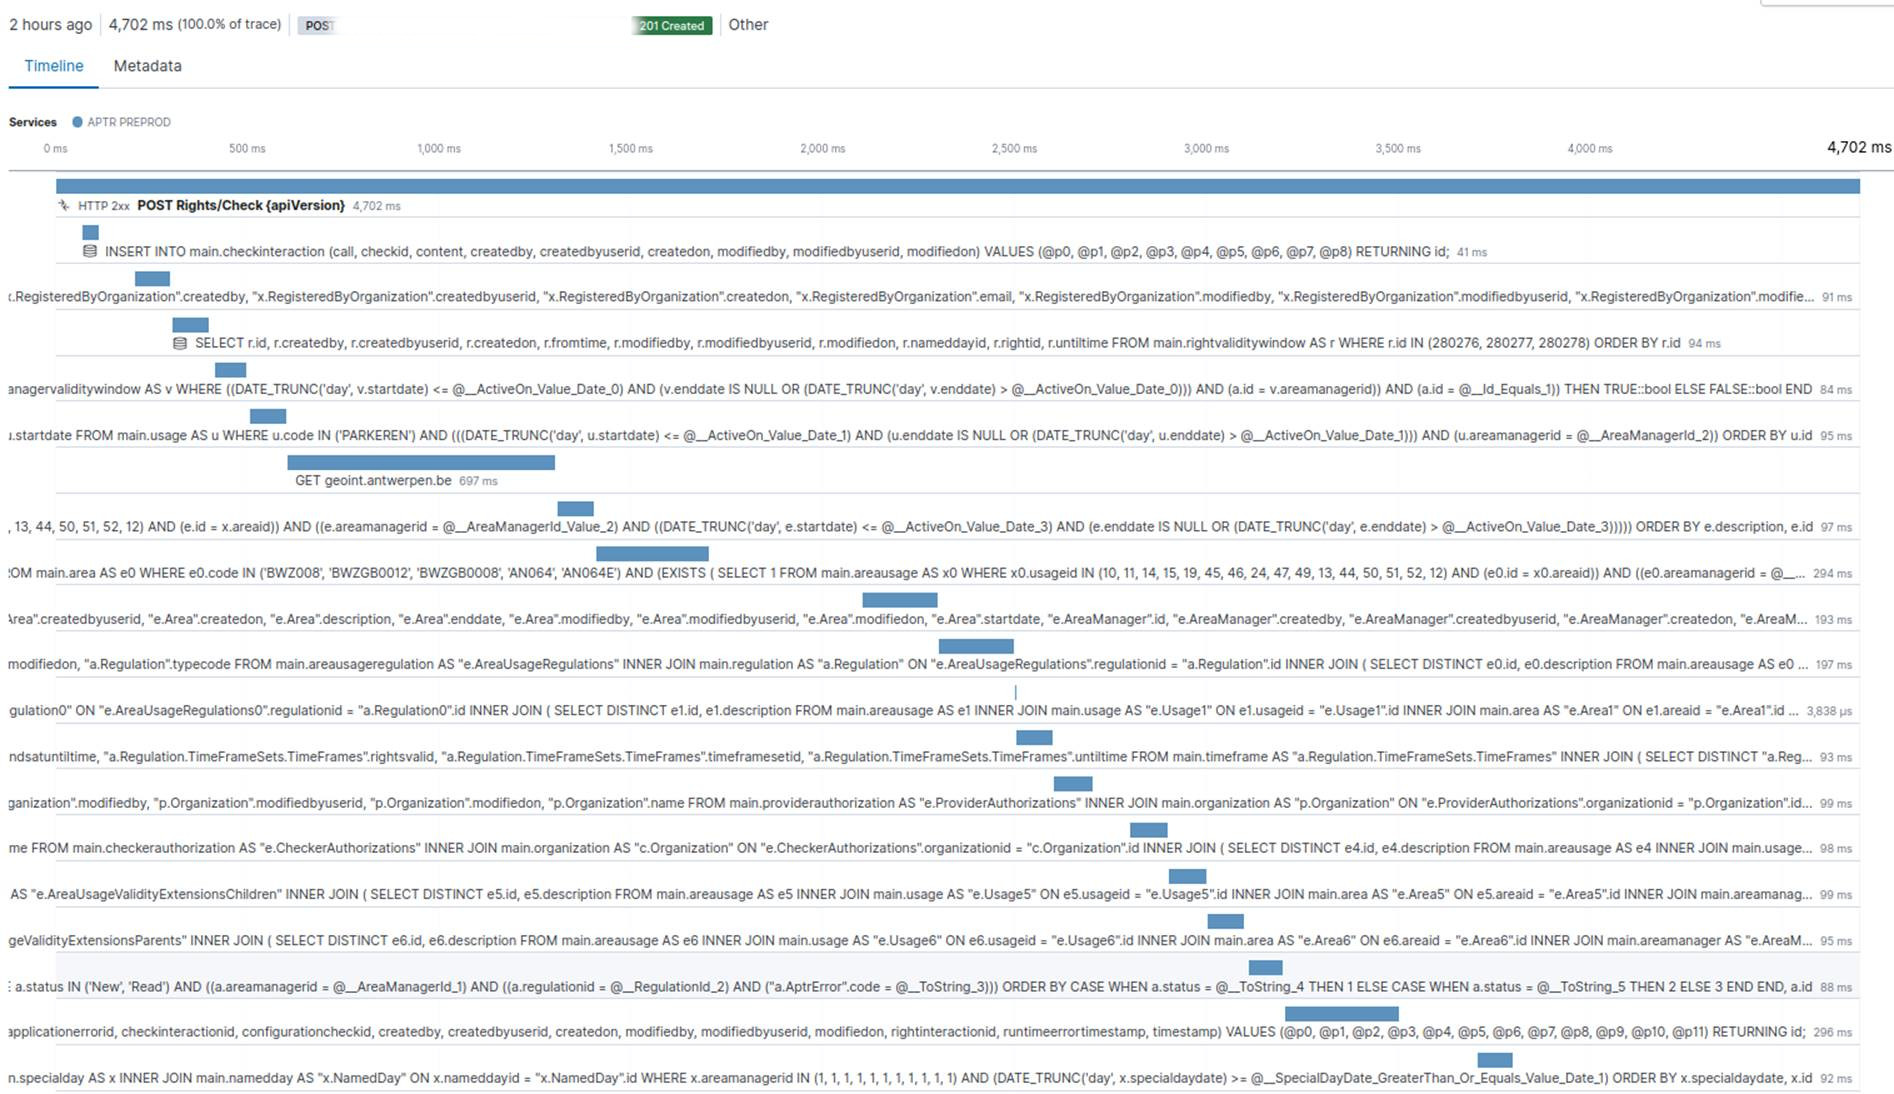 2 hours ago 4,702 ms (100.0% of trace) POST 201 Created Other
Timeline Metadata
Services APTR PREPROD
0 ms 500 ms 1,000 ms 1,500 ms 2,000 ms 2,500 ms 3,000 ms 3,500 ms 4,000 ms 4,702 ms
HTTP 2xx POST Rights/Check {apiVersion} 4,702 ms
INSERT INTO main.checkinteraction (call, checkid, content, createdby, createdbyuserid, createdon, modifiedby, modifiedbyuserid, modifiedon) VALUES (@p0, @p1, @p2, @p3, @p4, @p5, @p6, @p7, @p8) RETURNING id; 41 ms
x.RegisteredByOrganization".createdby, "x.RegisteredByOrganization".createdbyuserid, "x.RegisteredByOrganization".createdon, "x.RegisteredByOrganization".email, "x.RegisteredByOrganization".modifiedby, "x.RegisteredByOrganization".modifiedbyuserid, "x.RegisteredByOrganization".modifie... 91 ms
SELECT r.id, r.createdby, r.createdbyuserid, r.createdon, r.fromtime, r.modifiedby, r.modifiedbyuserid, r.modifiedon, r.nameddayid, r.rightid, r.untiltime FROM main.rightvaliditywindow AS r WHERE r.id IN (280276, 280277, 280278) ORDER BY r.id 94 ms
anagervaliditywindow AS v WHERE ((DATE_TRUNC('day', v.startdate) <= @__ActiveOn_Value_Date_0) AND (v.enddate IS NULL OR (DATE_TRUNC('day', v.enddate) > @__ActiveOn_Value_Date_0))) AND (a.id = v.areamanagerid)) AND (a.id = @__Id_Equals_1)) THEN TRUE::bool ELSE FALSE::bool END 84 ms
u.startdate FROM main.usage AS u WHERE u.code IN ('PARKEREN') AND (((DATE_TRUNC('day', u.startdate) <= @__ActiveOn_Value_Date_1) AND (u.enddate IS NULL OR (DATE_TRUNC('day', u.enddate) > @__ActiveOn_Value_Date_1))) AND (u.areamanagerid = @__AreaManagerId_2)) ORDER BY u.id 95 ms
GET geoint.antwerpen.be 697 ms
, 13, 44, 50, 51, 52, 12) AND (e.id = x.areaid)) AND ((e.areamanagerid = @__AreaManagerId_Value_2) AND ((DATE_TRUNC('day', e.startdate) <= @__ActiveOn_Value_Date_3) AND (e.enddate IS NULL OR (DATE_TRUNC('day', e.enddate) > @__ActiveOn_Value_Date_3))))) ORDER BY e.description, e.id 97 ms
OM main.area AS e0 WHERE e0.code IN ('BWZ008', 'BWZGB0012', 'BWZGB0008', 'AN064', 'AN064E') AND (EXISTS ( SELECT 1 FROM main.areausage AS x0 WHERE x0.usageid IN (10, 11, 14, 15, 19, 45, 46, 24, 47, 49, 13, 44, 50, 51, 52, 12) AND (e0.id = x0.areaid)) AND ((e0.areamanagerid = @__... 294 ms
Area".createdbyuserid, "e.Area".createdon, "e.Area".description, "e.Area".enddate, "e.Area".modifiedby, "e.Area".modifiedbyuserid, "e.Area".modifiedon, "e.Area".startdate, "e.AreaManager".id, "e.AreaManager".createdby, "e.AreaManager".createdbyuserid, "e.AreaManager".createdon, "e.AreaM... 193 ms
modifiedon, "a.Regulation".typecode FROM main.areausageregulation AS "e.AreaUsageRegulations" INNER JOIN main.regulation AS "a.Regulation" ON "e.AreaUsageRegulations".regulationid = "a.Regulation".id INNER JOIN ( SELECT DISTINCT e0.id, e0.description FROM main.areausage AS e0 ... 197 ms
gulation0" ON "e.AreaUsageRegulations0".regulationid = "a.Regulation0".id INNER JOIN ( SELECT DISTINCT e1.id, e1.description FROM main.areausage AS e1 INNER JOIN main.usage AS "e.Usage1" ON e1.usageid = "e.Usage1".id INNER JOIN main.area AS "e.Area1" ON e1.areaid = "e.Area1".id ... 3,838 µs
ndsatuntiltime, "a.Regulation.TimeFrameSets.TimeFrames".rightsvalid, "a.Regulation.TimeFrameSets.TimeFrames".timeframesetid, "a.Regulation.TimeFrameSets.TimeFrames".untiltime FROM main.timeframe AS "a.Regulation.TimeFrameSets.TimeFrames" INNER JOIN ( SELECT DISTINCT "a.Reg... 93 ms
ganization".modifiedby, "p.Organization".modifiedbyuserid, "p.Organization".modifiedon, "p.Organization".name FROM main.providerauthorization AS "e.ProviderAuthorizations" INNER JOIN main.organization AS "p.Organization" ON "e.ProviderAuthorizations".organizationid = "p.Organization".id... 99 ms
me FROM main.checkerauthorization AS "e.CheckerAuthorizations" INNER JOIN main.organization AS "c.Organization" ON "e.CheckerAuthorizations".organizationid = "c.Organization".id INNER JOIN ( SELECT DISTINCT e4.id, e4.description FROM main.areausage AS e4 INNER JOIN main.usage... 98 ms
AS "e.AreaUsageValidityExtensionsChildren" INNER JOIN ( SELECT DISTINCT e5.id, e5.description FROM main.areausage AS e5 INNER JOIN main.usage AS "e.Usage5" ON e5.usageid = "e.Usage5".id INNER JOIN main.area AS "e.Area5" ON e5.areaid = "e.Area5".id INNER JOIN main.areamanag... 99 ms
geValidityExtensionsParents" INNER JOIN ( SELECT DISTINCT e6.id, e6.description FROM main.areausage AS e6 INNER JOIN main.usage AS "e.Usage6" ON e6.usageid = "e.Usage6".id INNER JOIN main.area AS "e.Area6" ON e6.areaid = "e.Area6".id INNER JOIN main.areamanager AS "e.AreaM... 95 ms
E a.status IN ('New', 'Read') AND ((a.areamanagerid = @__AreaManagerId_1) AND ((a.regulationid = @__RegulationId_2) AND ("a.AptrError".code = @__ToString_3))) ORDER BY CASE WHEN a.status = @__ToString_4 THEN 1 ELSE CASE WHEN a.status = @__ToString_5 THEN 2 ELSE 3 END END, a.id 88 ms
applicationerrorid, checkinteractionid, configurationcheckid, createdby, createdbyuserid, createdon, modifiedby, modifiedbyuserid, modifiedon, rightinteractionid, runtimeerrortimestamp, timestamp) VALUES (@p0, @p1, @p2, @p3, @p4, @p5, @p6, @p7, @p8, @p9, @p10, @p11) RETURNING id; 296 ms
n.specialday AS x INNER JOIN main.namedday AS "x.NamedDay" ON x.nameddayid = "x.NamedDay".id WHERE x.areamanagerid IN (1, 1, 1, 1, 1, 1, 1, 1, 1, 1, 1) AND (DATE_TRUNC('day', x.specialdaydate) >= @__SpecialDayDate_GreaterThan_Or_Equals_Value_Date_1) ORDER BY x.specialdaydate, x.id 92 ms